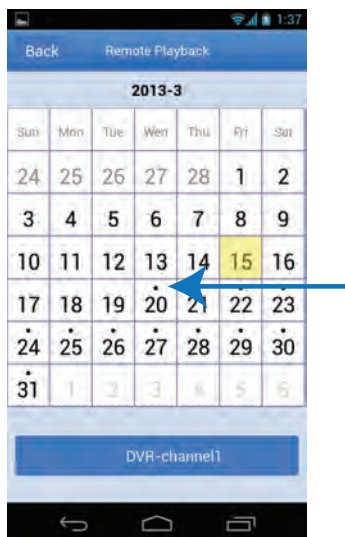 1:37
Back Remote Playback
2013-3
Sun Mon Tue Wen Thu Fri Sat
24 25 26 27 28 1 2
3 4 5 6 7 8 9
10 11 12 13 14 15 16
17 18 19 20 21 22 23
24 25 26 27 28 29 30
31 1 2 3 4 5 6
DVR-channel1